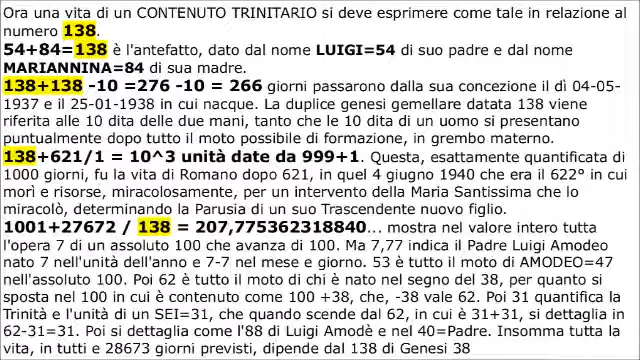 Ora una vita di un CONTENUTO TRINITARIO si deve esprimere come tale in relazione al
numero 138.
54+84=138 è l'antefatto, dato dal nome LUIGI=54 di suo padre e dal nome
MARIANNINA=84 di sua madre.
138+138 -10 =276 -10 = 266 giorni passarono dalla sua concezione il dì 04-05-
1937 e il 25-01-1938 in cui nacque. La duplice genesi gemellare datata 138 viene
riferita alle 10 dita delle due mani, tanto che le 10 dita di un uomo si presentano
puntualmente dopo tutto il moto possibile di formazione, in grembo materno.
138+621/1 = 10^3 unità date da 999+1. Questa, esattamente quantificata di
1000 giorni, fu la vita di Romano dopo 621, in quel 4 giugno 1940 che era il 622° in cui
morì e risorse, miracolosamente, per un intervento della Maria Santissima che lo
miracolò, determinando la Parusia di un suo Trascendente nuovo figlio.
1001+27672 / 138 = 207,775362318840... mostra nel valore intero tutta
l'opera 7 di un assoluto 100 che avanza di 100. Ma 7,77 indica il Padre Luigi Amodeo
nato 7 nell'unità dell'anno e 7-7 nel mese e giorno. 53 è tutto il moto di AMODEO=47
nell'assoluto 100. Poi 62 è tutto il moto di chi è nato nel segno del 38, per quanto si
sposta nel 100 in cui è contenuto come 100 +38, che, -38 vale 62. Poi 31 quantifica la
Trinità e l'unità di un SEI=31, che quando scende dal 62, in cui è 31+31, si dettaglia in
62-31=31. Poi si dettaglia come l'88 di Luigi Amodè e nel 40=Padre. Insomma tutta la
vita, in tutti e 28673 giorni previsti, dipende dal 138 di Genesi 38